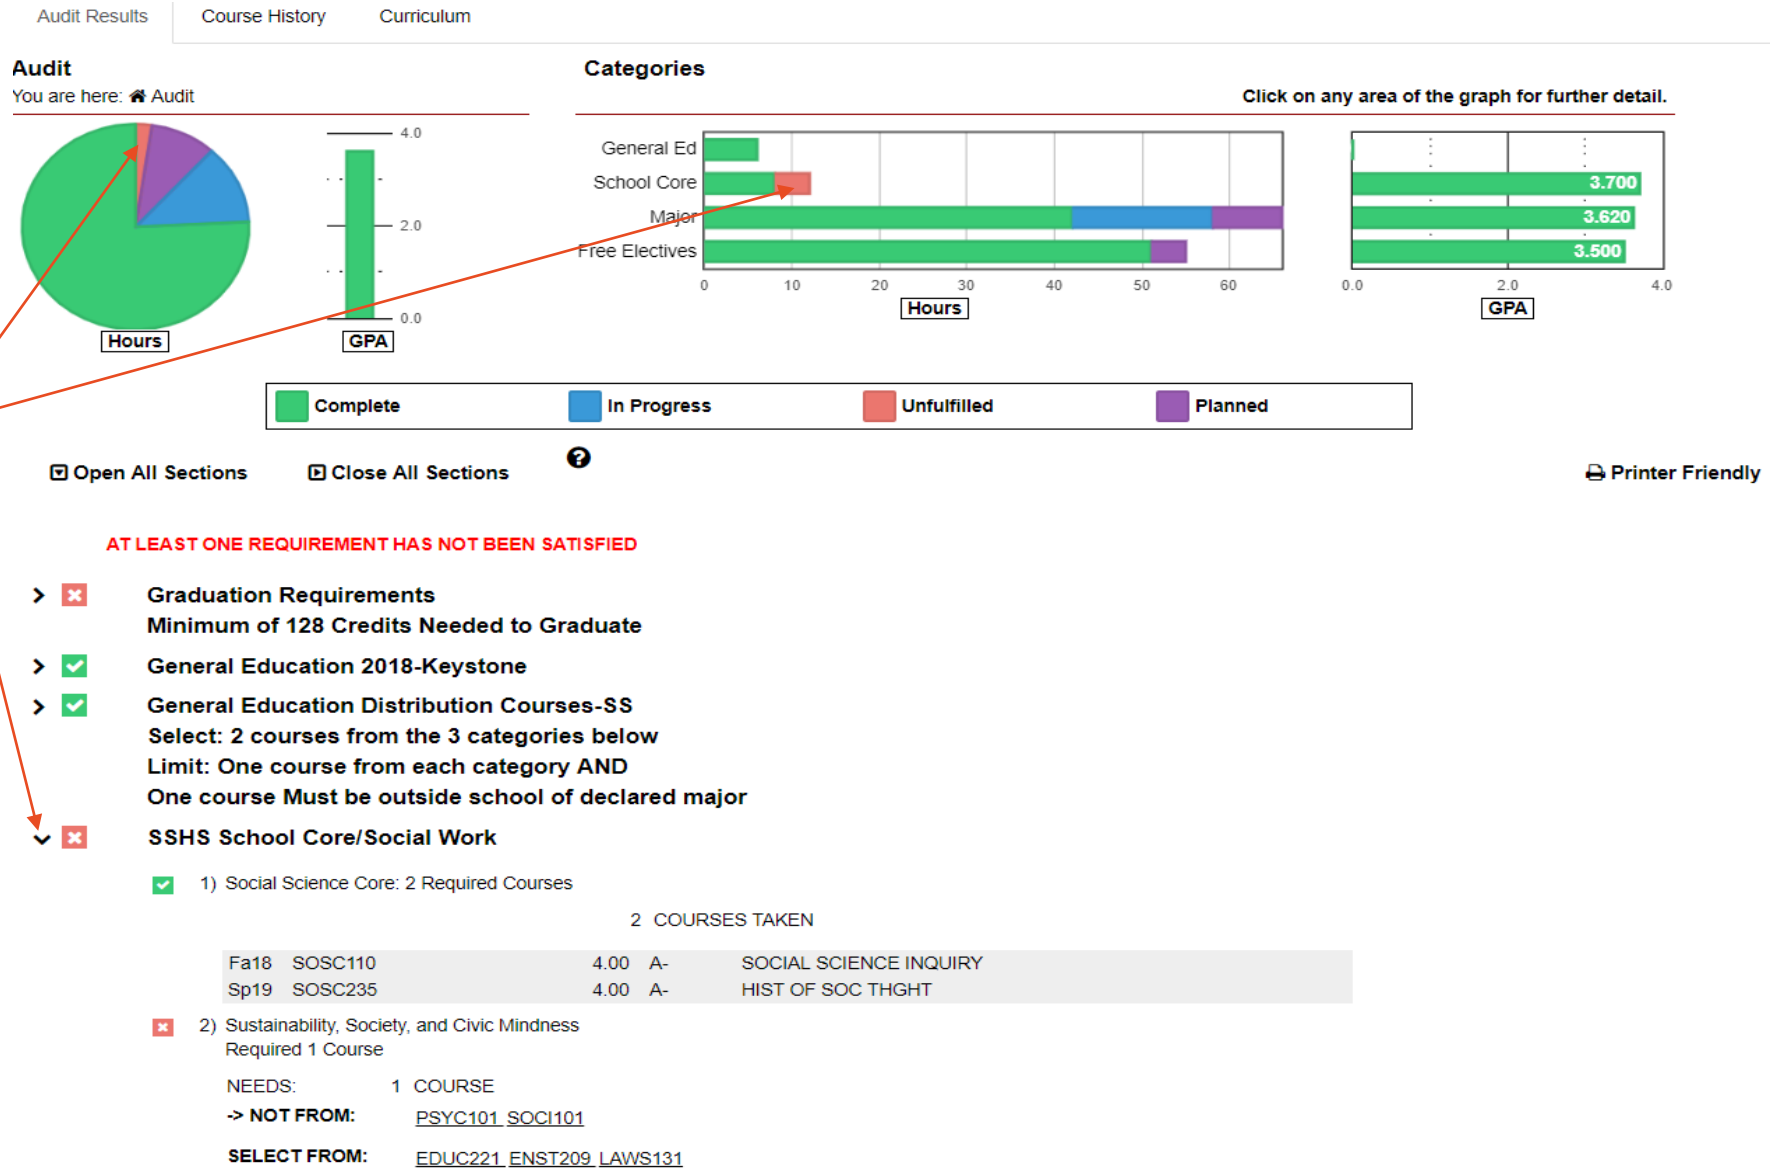 Audit Results Course History Curriculum
Audit Categories
You are here: Audit Click on any area of the graph for further detail.
4.0
General Ed
School Core 3.700
Major 3.620
2.0
Free Electives 3.500
0 10 20 30 40 50 60 0.0 2.0 4.0
Hours GPA
0.0
Hours GPA
Complete In Progress Unfulfilled Planned
Open All Sections Close All Sections Printer Friendly
AT LEAST ONE REQUIREMENT HAS NOT BEEN SATISFIED
Graduation Requirements
Minimum of 128 Credits Needed to Graduate
General Education 2018-Keystone
General Education Distribution Courses-SS
Select: 2 courses from the 3 categories below
Limit: One course from each category AND
One course Must be outside school of declared major
SSHS School Core/Social Work
1) Social Science Core: 2 Required Courses
2 COURSES TAKEN
Fa18 SOSC110 4.00 A- SOCIAL SCIENCE INQUIRY
Sp19 SOSC235 4.00 A- HIST OF SOC THGHT
2) Sustainability, Society, and Civic Mindness
Required 1 Course
NEEDS: 1 COURSE
-> NOT FROM: PSYC101 SOCI101
SELECT FROM: EDUC221 ENST209 LAWS131